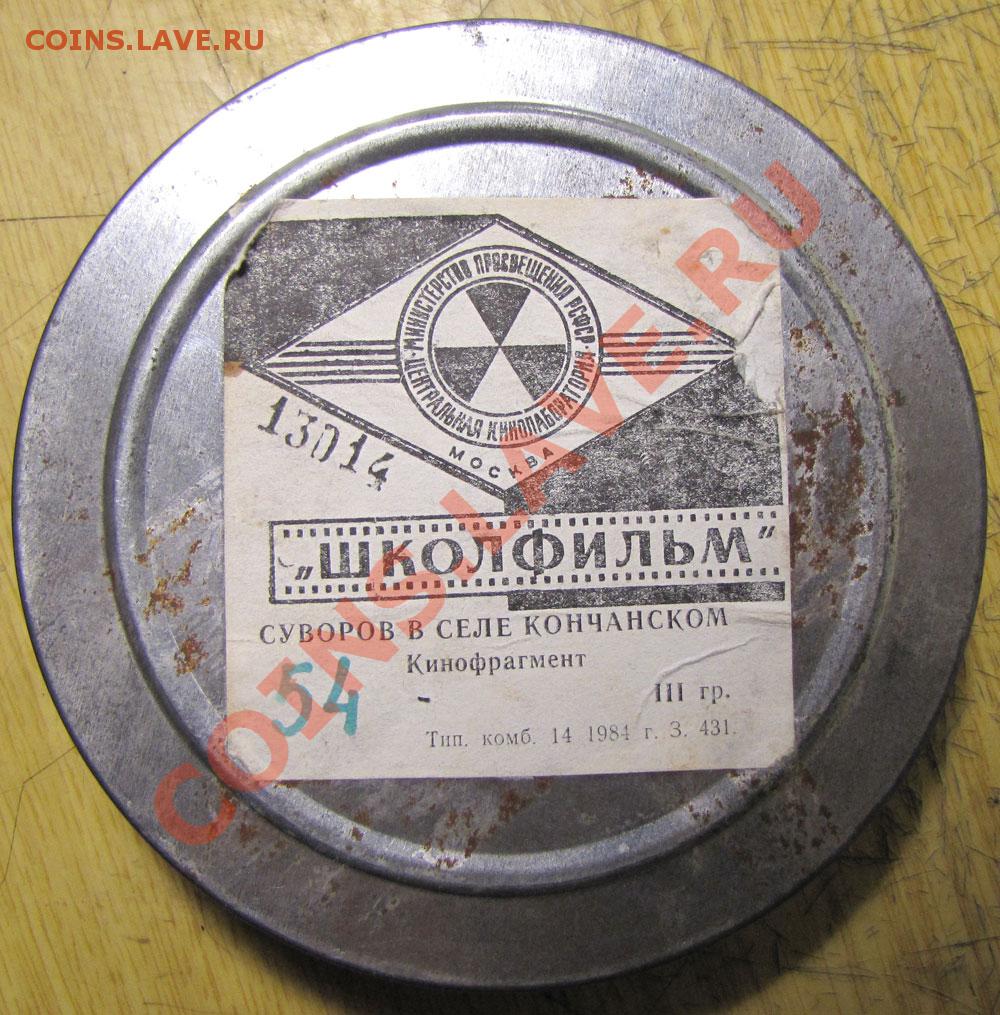 COINS.LAVE.RU
МИНИСТЕРСТВО ПРОСВЕЩЕНИЯ РСФСР
ЦЕНТРАЛЬНАЯ КИНОЛАБОРАТОРИЯ
МОСКВА
13014
„ШКОЛФИЛЬМ"
СУВОРОВ В СЕЛЕ КОНЧАНСКОМ
Кинофрагмент
54
III гр.
Тип. комб. 14 1984 г. З. 431.
COINS.LAVE.RU